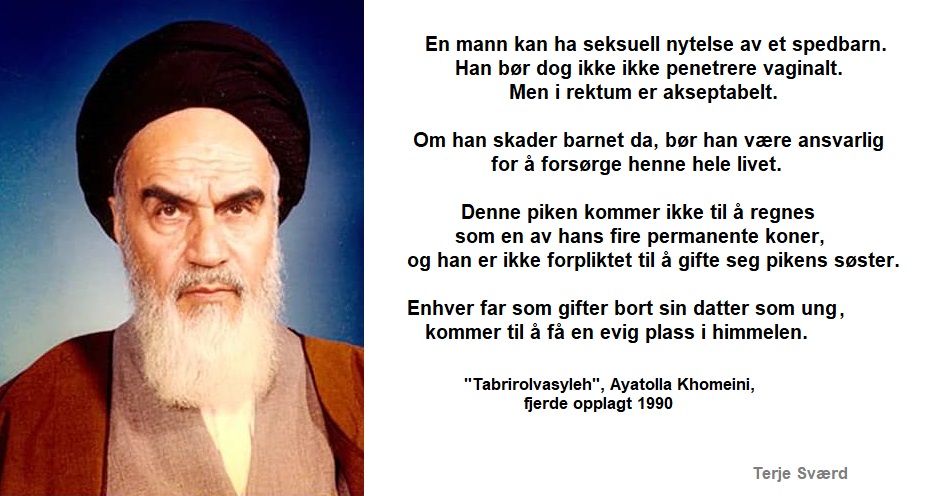 En mann kan ha seksuell nytelse av et spedbarn.
Han bør dog ikke ikke penetrere vaginalt.
Men i rektum er akseptabelt.
Om han skader barnet da, bør han være ansvarlig
for å forsørge henne hele livet.
Denne piken kommer ikke til å regnes
som en av hans fire permanente koner,
og han er ikke forpliktet til å gifte seg pikens søster.
Enhver far som gifter bort sin datter som ung,
kommer til å få en evig plass i himmelen.
"Tabrirolvasyleh", Ayatolla Khomeini,
fjerde opplagt 1990
Terje Sværd